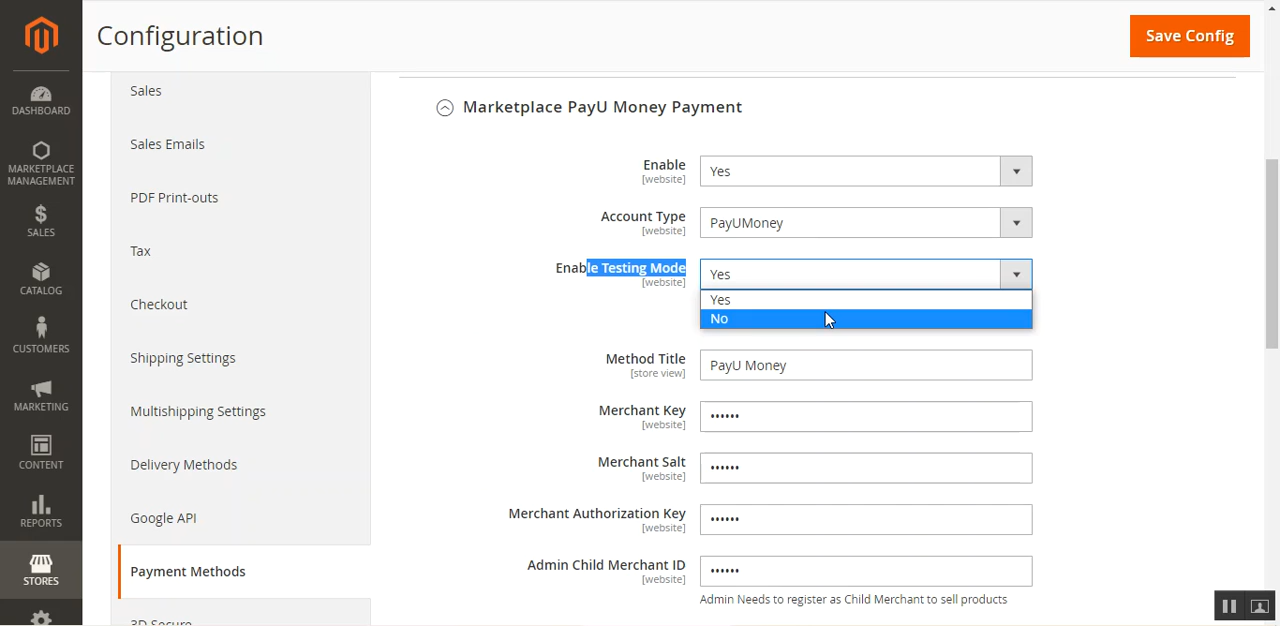 Configuration
Save Config
DASHBOARD
MARKETPLACE
MANAGEMENT
SALES
CATALOG
CUSTOMERS
MARKETING
CONTENT
REPORTS
STORES
Sales
Sales Emails
PDF Print-outs
Tax
Checkout
Shipping Settings
Multishipping Settings
Delivery Methods
Google API
Payment Methods
3D Secure
Marketplace PayU Money Payment
Enable
[website]
Yes
Account Type
[website]
PayUMoney
Enable Testing Mode
[website]
Yes
Yes
No
Method Title
[store view]
PayU Money
Merchant Key
[website]
••••••
Merchant Salt
[website]
••••••
Merchant Authorization Key
[website]
••••••
Admin Child Merchant ID
[website]
••••••
Admin Needs to register as Child Merchant to sell products